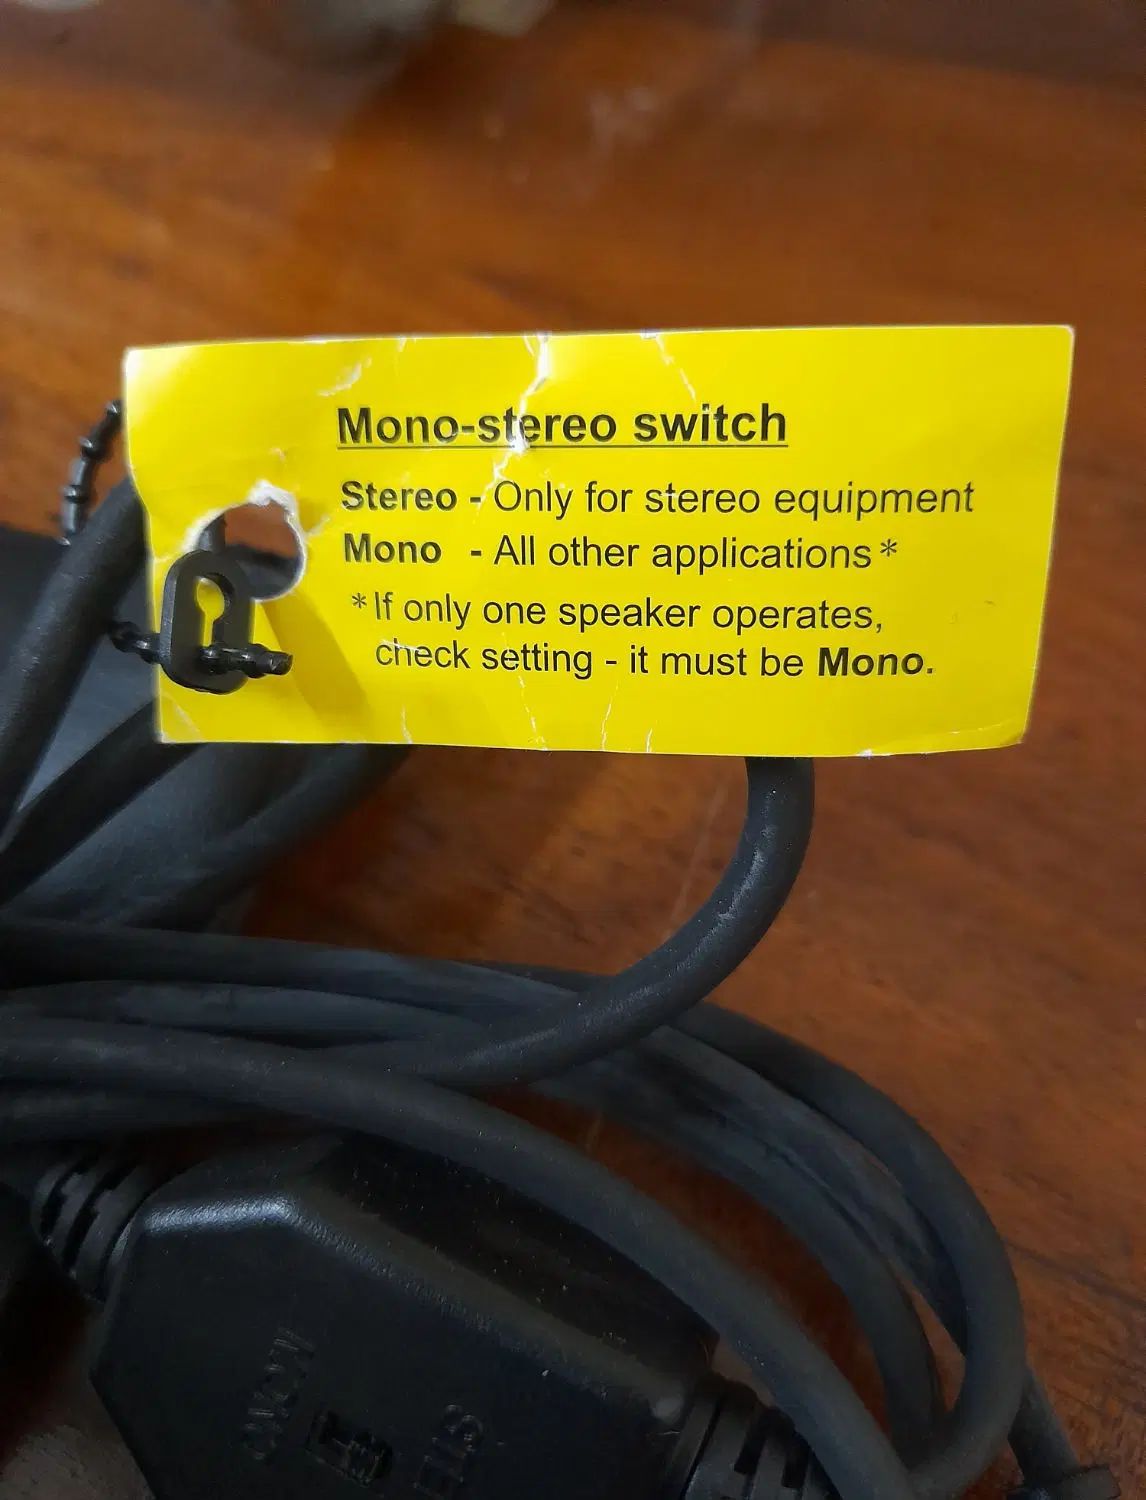 Mono-stereo switch
Stereo - Only for stereo equipment
Mono - All other applications*
*If only one speaker operates,
check setting - it must be Mono.
MONO